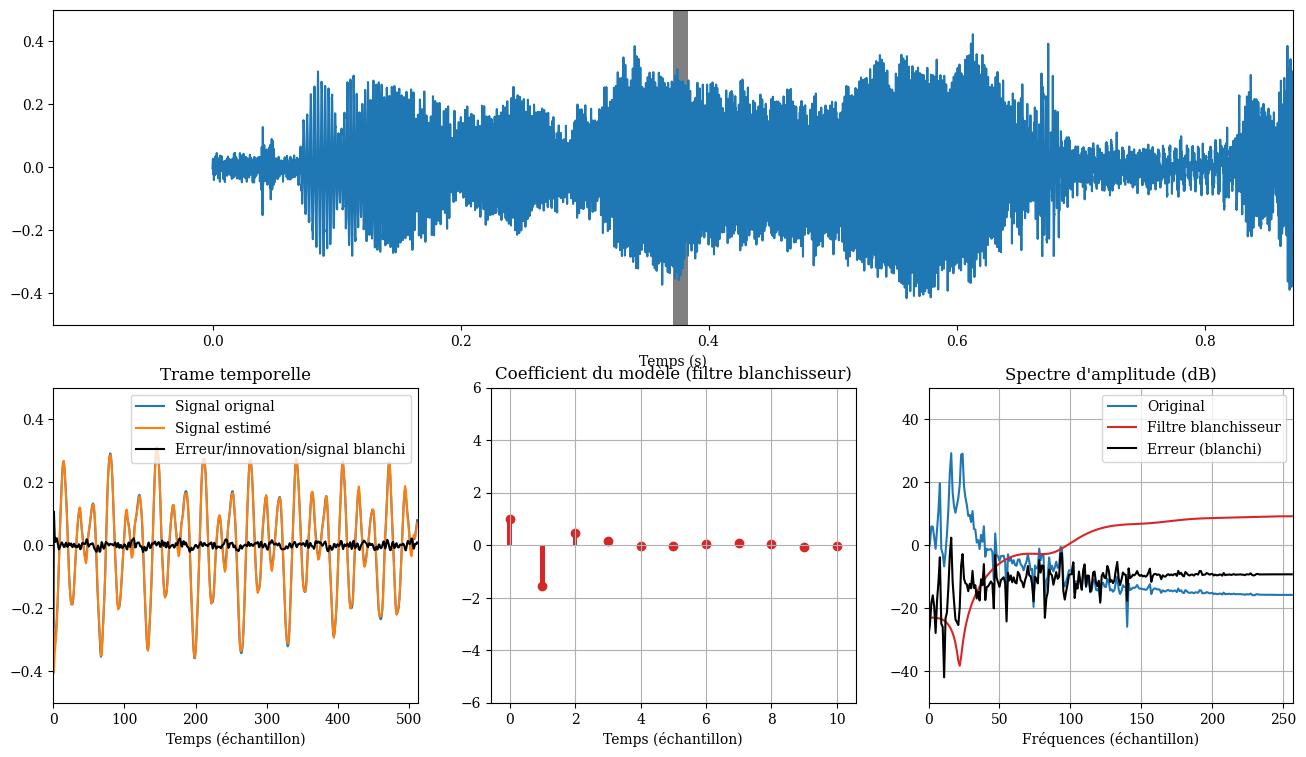 0.4
0.2
0.0
−0.2
−0.4
0.0 0.2 0.4 0.6 0.8
Temps (s)
Trame temporelle
0.4
0.2
0.0
−0.2
−0.4
Signal orignal
Signal estimé
Erreur/innovation/signal blanchi
0 100 200 300 400 500
Temps (échantillon)
Coefficient du modèle (filtre blanchisseur)
6
4
2
0
−2
−4
−6
0 2 4 6 8 10
Temps (échantillon)
Spectre d'amplitude (dB)
40
20
0
−20
−40
Original
Filtre blanchisseur
Erreur (blanchi)
0 50 100 150 200 250
Fréquences (échantillon)